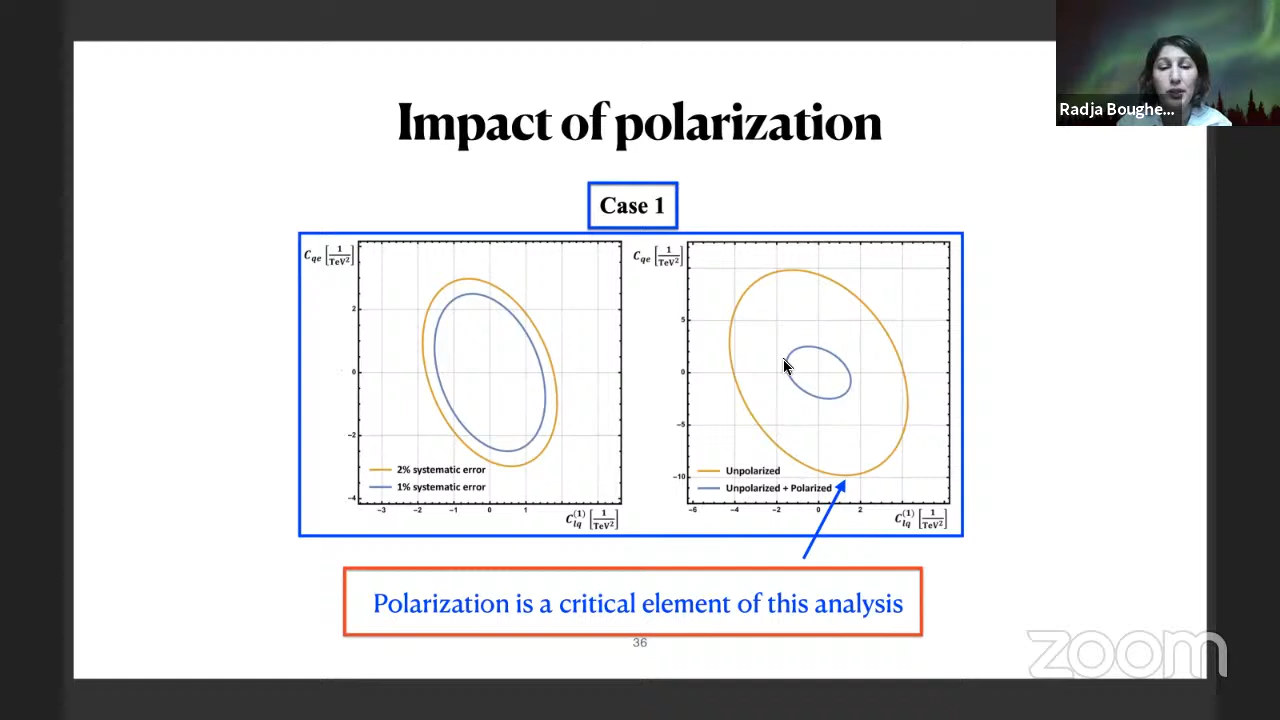 Radja Boughe...
Impact of polarization
Case 1
C_qe [1/TeV²]
2
0
−2
−4
−3 −2 −1 0 1
C_lq^(1) [1/TeV²]
2% systematic error
1% systematic error
C_qe [1/TeV²]
5
0
−5
−10
−6 −4 −2 0 2
C_lq^(1) [1/TeV²]
Unpolarized
Unpolarized + Polarized
Polarization is a critical element of this analysis
36
zoom